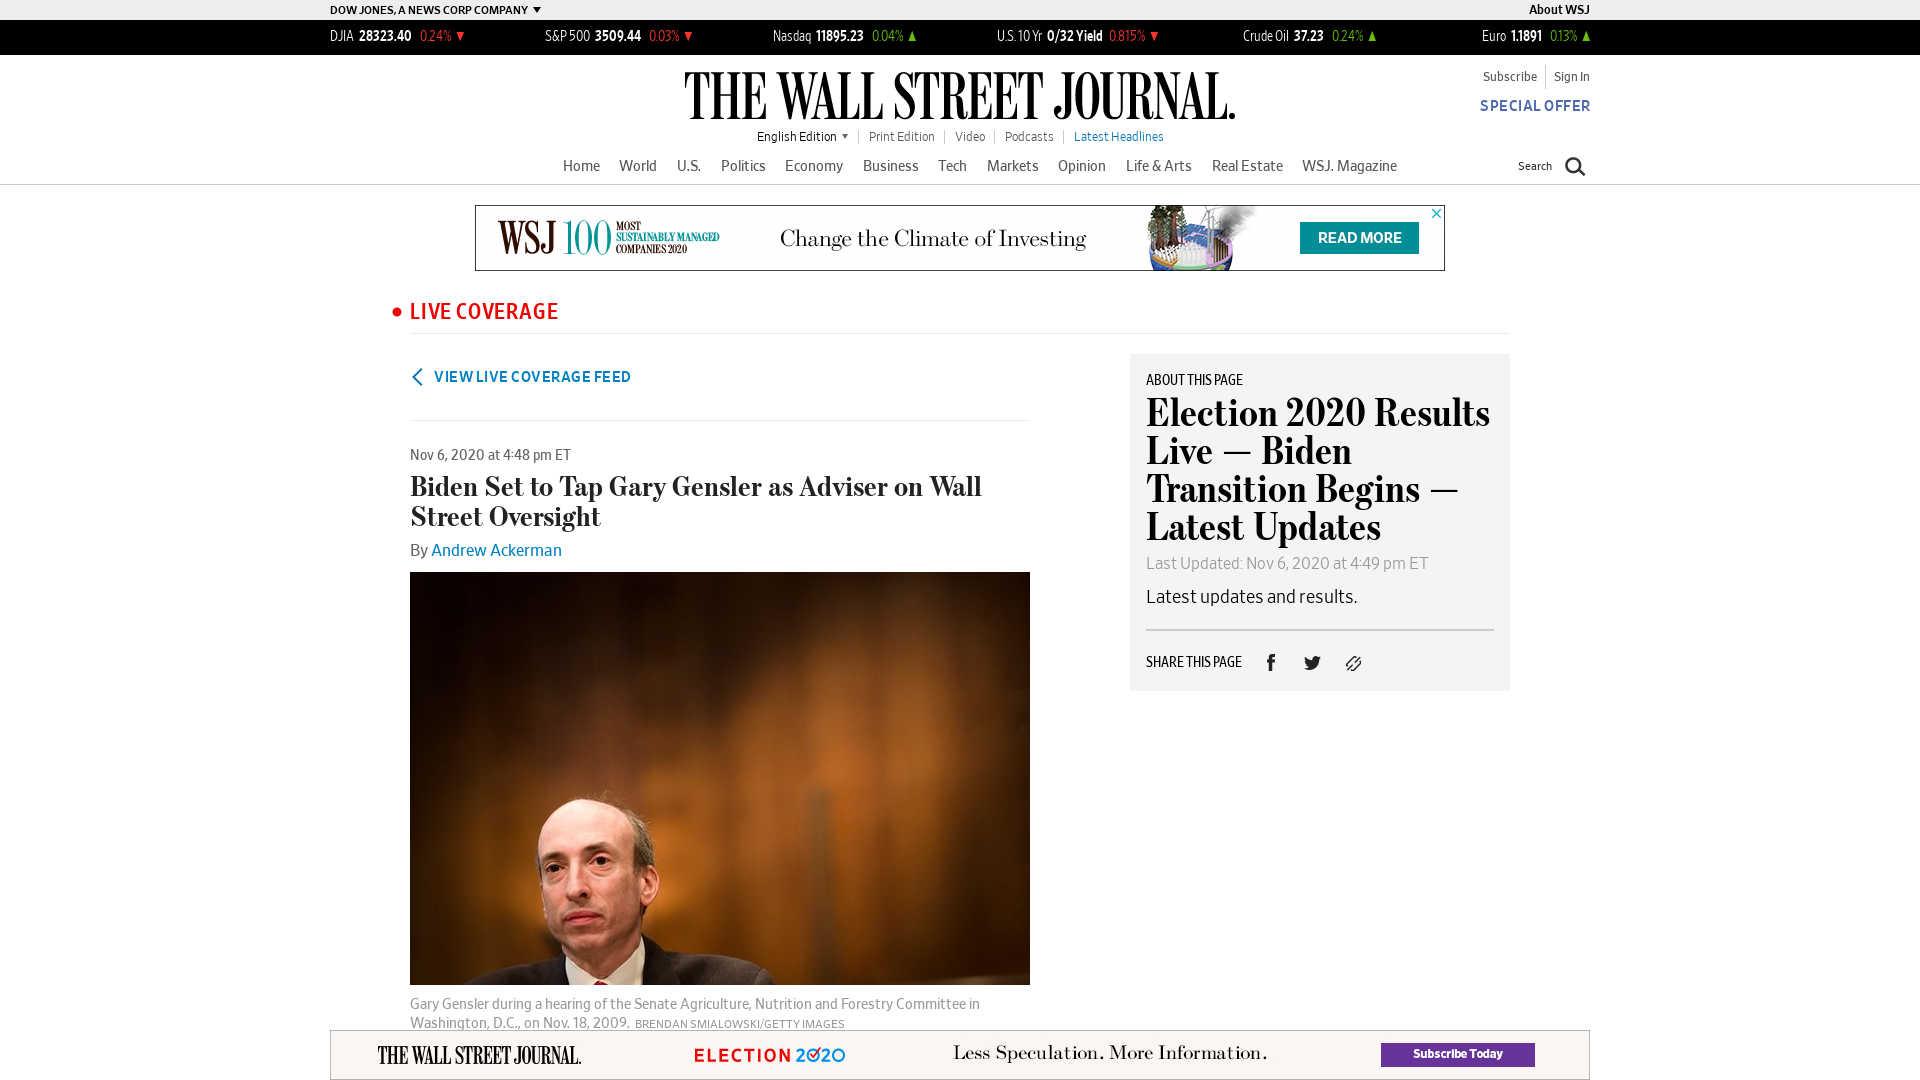 DOW JONES, A NEWS CORP COMPANY
About WSJ
DJIA 28323.40 0.24%
S&P 500 3509.44 0.03%
Nasdaq 11895.23 0.04%
U.S. 10 Yr 0/32 Yield 0.815%
Crude Oil 37.23 0.24%
Euro 1.1891 0.13%
THE WALL STREET JOURNAL.
Subscribe
Sign In
SPECIAL OFFER
English Edition
Print Edition
Video
Podcasts
Latest Headlines
Home
World
U.S.
Politics
Economy
Business
Tech
Markets
Opinion
Life & Arts
Real Estate
WSJ. Magazine
Search
WSJ 100
MOST
SUSTAINABLY MANAGED
COMPANIES 2020
Change the Climate of Investing
READ MORE
LIVE COVERAGE
VIEW LIVE COVERAGE FEED
Nov 6, 2020 at 4:48 pm ET
Biden Set to Tap Gary Gensler as Adviser on Wall
Street Oversight
By Andrew Ackerman
Gary Gensler during a hearing of the Senate Agriculture, Nutrition and Forestry Committee in
Washington, D.C., on Nov. 18, 2009. BRENDAN SMIALOWSKI/GETTY IMAGES
ABOUT THIS PAGE
Election 2020 Results
Live — Biden
Transition Begins —
Latest Updates
Last Updated: Nov 6, 2020 at 4:49 pm ET
Latest updates and results.
SHARE THIS PAGE
THE WALL STREET JOURNAL.
ELECTION 2020
Less Speculation. More Information.
Subscribe Today